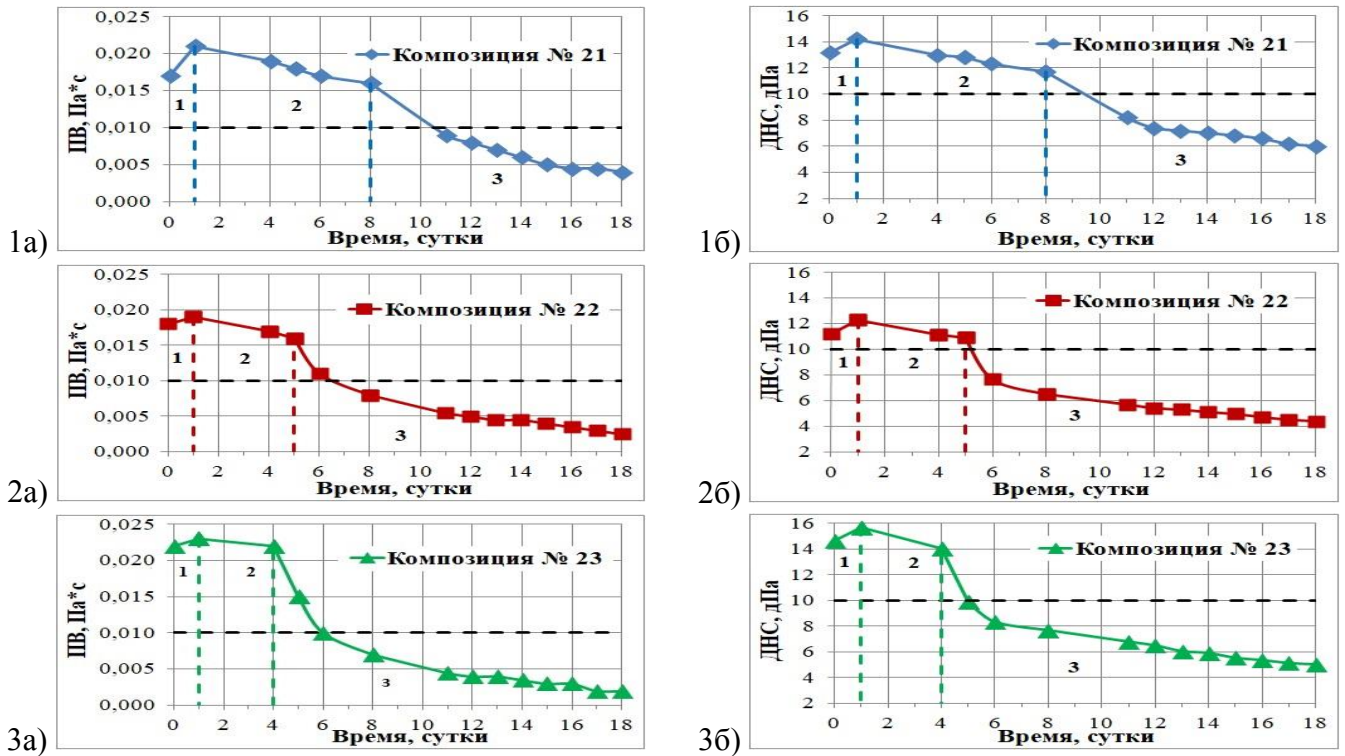 0,025
0,020
0,015
0,010
0,005
0,000
ПВ, Па*с
Композиция № 21
1
2
3
0 2 4 6 8 10 12 14 16 18
Время, сутки
1а)
16
14
12
10
8
6
4
2
ДНС, дПа
Композиция № 21
1
2
3
0 2 4 6 8 10 12 14 16 18
Время, сутки
1б)
0,025
0,020
0,015
0,010
0,005
0,000
ПВ, Па*с
Композиция № 22
1
2
3
0 2 4 6 8 10 12 14 16 18
Время, сутки
2а)
16
14
12
10
8
6
4
2
ДНС, дПа
Композиция № 22
1
2
3
0 2 4 6 8 10 12 14 16 18
Время, сутки
2б)
0,025
0,020
0,015
0,010
0,005
0,000
ПВ, Па*с
Композиция № 23
1
2
3
0 2 4 6 8 10 12 14 16 18
Время, сутки
3а)
16
14
12
10
8
6
4
2
ДНС, дПа
Композиция № 23
1
2
3
0 2 4 6 8 10 12 14 16 18
Время, сутки
3б)